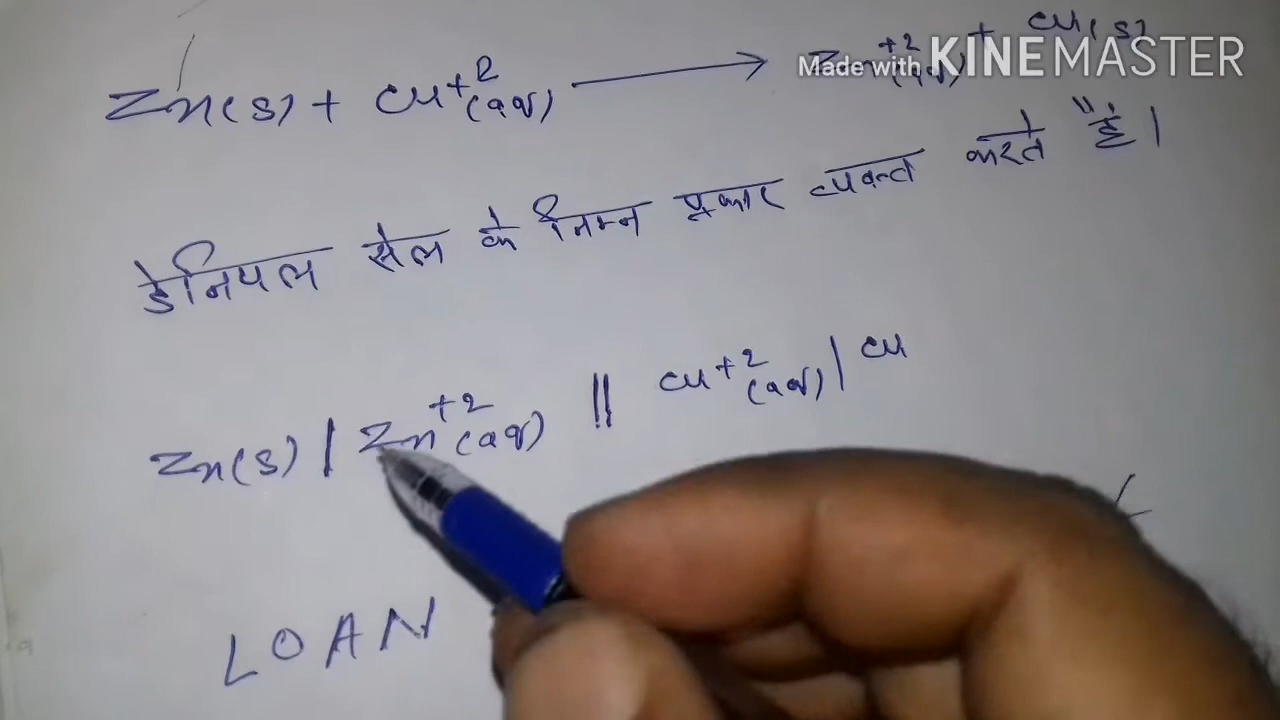 Zn(s) + Cu+2(aq) → Zn+2(aq) + Cu(s)
Made with KINEMASTER
डेनियल सेल के निम्न प्रकार व्यक्त करते "हैं।
Zn(s) | Zn+2(aq) || Cu+2(aq) | Cu
LOAN